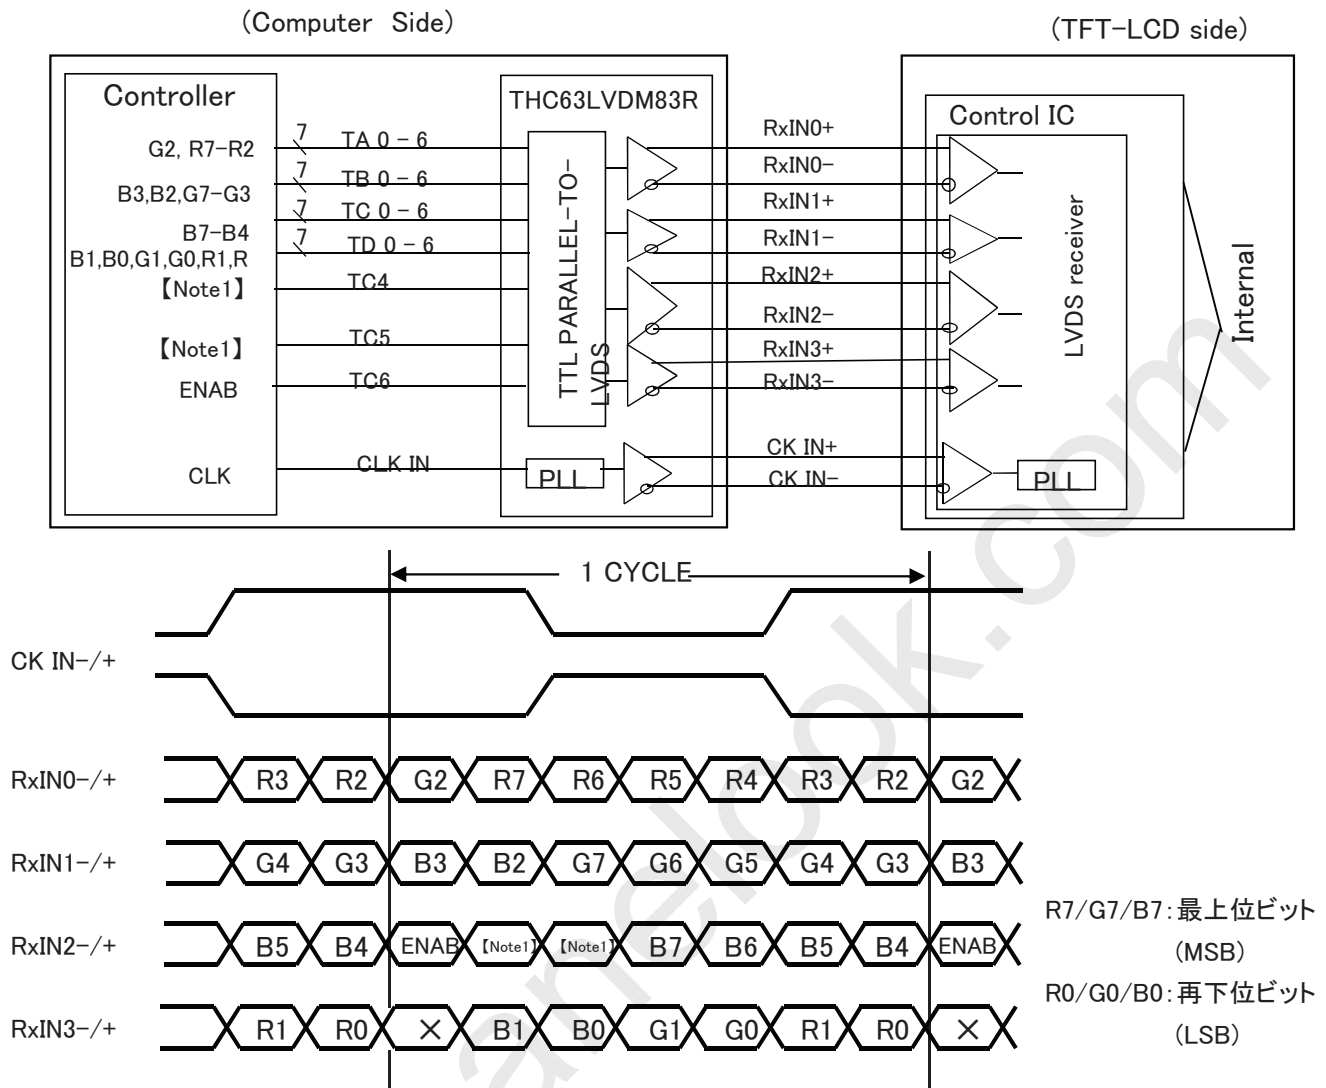 (Computer Side)
(TFT-LCD side)
Controller
THC63LVDM83R
Control IC
G2, R7-R2
7
TA 0 - 6
RxIN0+
RxIN0-
B3,B2,G7-G3
7
TB 0 - 6
RxIN1+
B7-B4
7
TC 0 - 6
RxIN1-
B1,B0,G1,G0,R1,R
7
TD 0 - 6
RxIN2+
【Note1】
TC4
RxIN2-
【Note1】
TC5
RxIN3+
ENAB
TC6
RxIN3-
TTL PARALLEL-TO-
LVDS
LVDS receiver
Internal
CLK
CLK IN
PLL
CK IN+
CK IN-
PLL
1 CYCLE
CK IN-/+
RxIN0-/+ R3 R2 G2 R7 R6 R5 R4 R3 R2 G2
RxIN1-/+ G4 G3 B3 B2 G7 G6 G5 G4 G3 B3
RxIN2-/+ B5 B4 ENAB 【Note1】 【Note1】 B7 B6 B5 B4 ENAB
RxIN3-/+ R1 R0 × B1 B0 G1 G0 R1 R0 ×
R7/G7/B7:最上位ビット
(MSB)
R0/G0/B0:再下位ビット
(LSB)
anelook.com